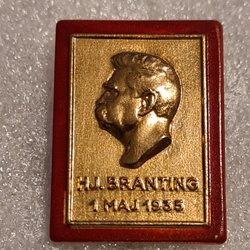 HJ. BRANTING
1 MAJ 1935